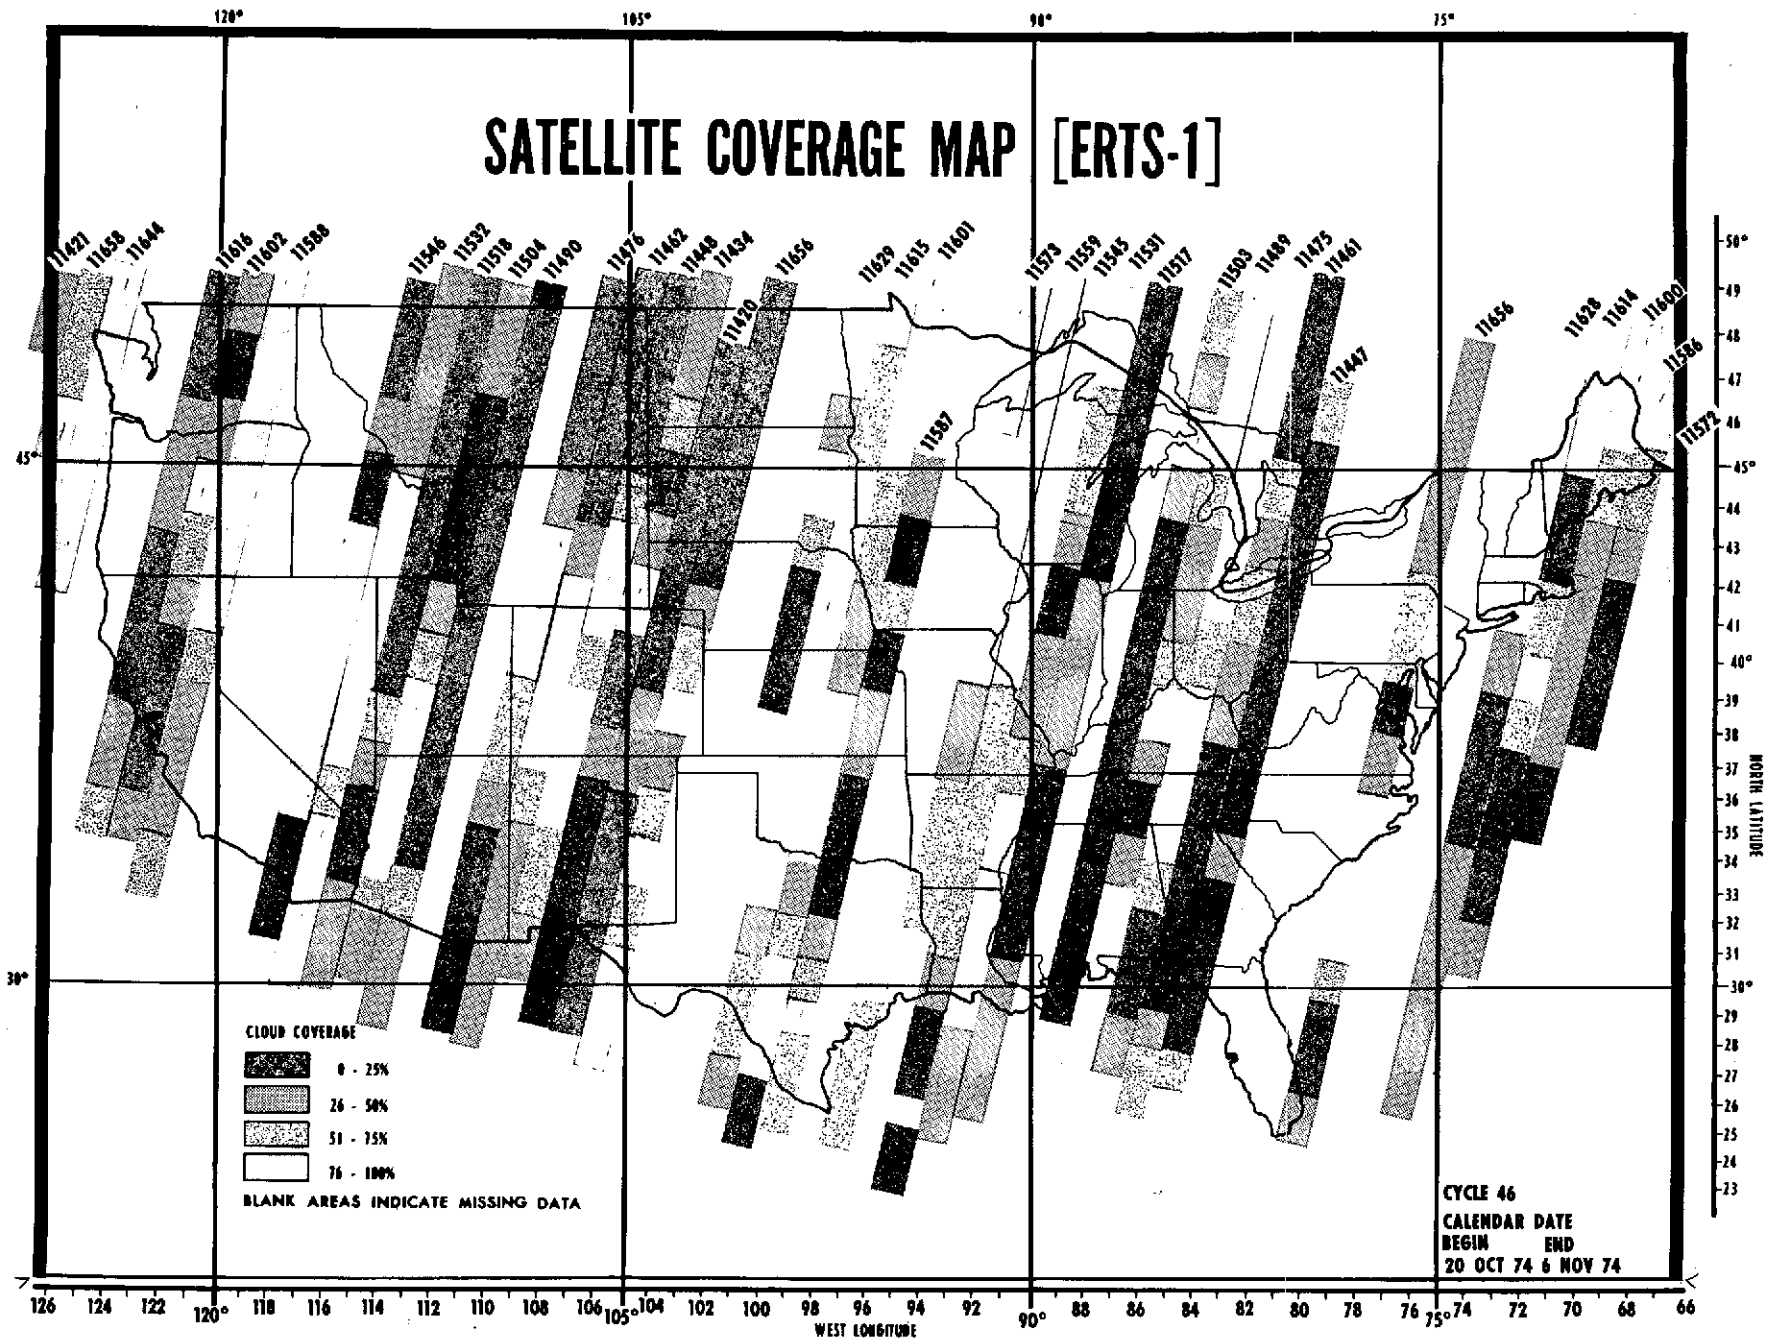 120° 105° 90° 75°
SATELLITE COVERAGE MAP [ERTS-1]
11421 11658 11644 11616 11602 11588 11546 11532 11518 11504 11490 11476 11462 11448 11434 11656 11629 11615 11601 11573 11559 11545 11531 11517 11503 11489 11475 11461
11420 11447 11656 11628 11614 11600 11586
11587 11572
45°
30°
50°
49
48
47
46
45°
44
43
42
41
40°
39
38
37
36
35
34
33
32
31
30°
29
28
27
26
25
24
23
NORTH LATITUDE
CLOUD COVERAGE
0 - 25%
26 - 50%
51 - 75%
76 - 100%
BLANK AREAS INDICATE MISSING DATA
CYCLE 46
CALENDAR DATE
BEGIN END
20 OCT 74 6 NOV 74
126 124 122 120° 118 116 114 112 110 108 106 105° 104 102 100 98 96 94 92 90° 88 86 84 82 80 78 76 75° 74 72 70 68 66
WEST LONGITUDE